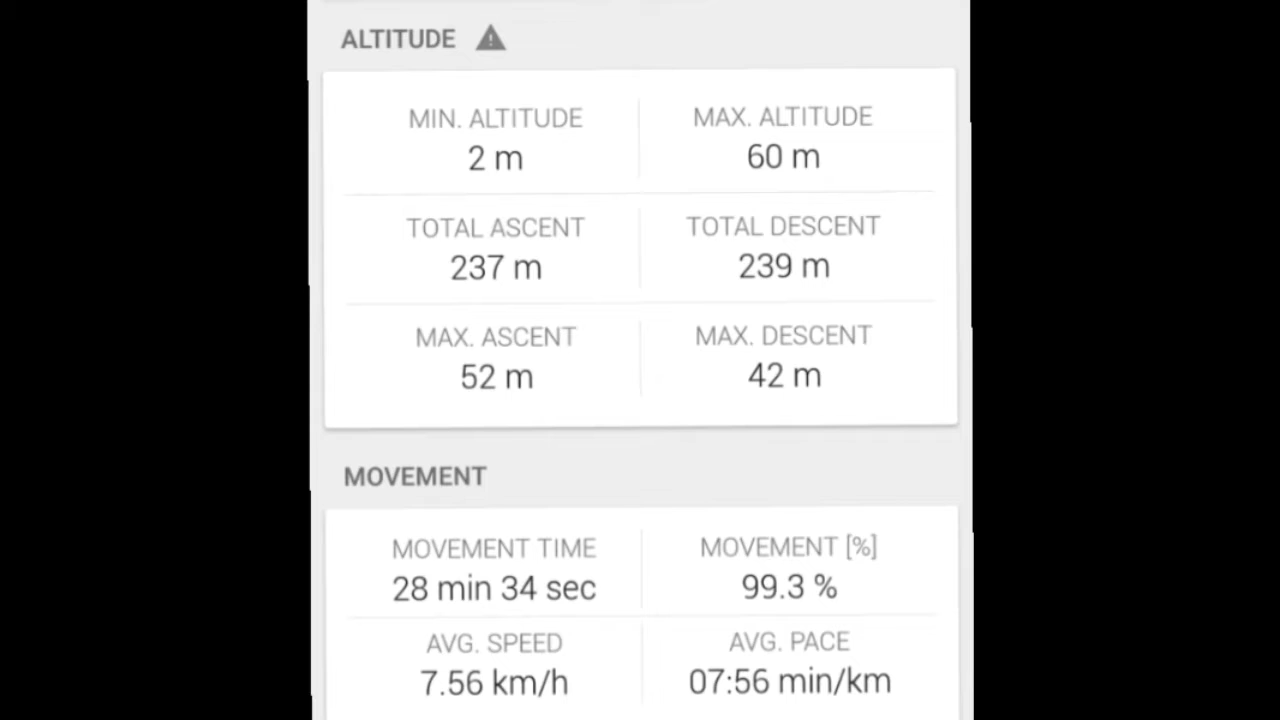 ALTITUDE
MIN. ALTITUDE MAX. ALTITUDE
2 m 60 m
TOTAL ASCENT TOTAL DESCENT
237 m 239 m
MAX. ASCENT MAX. DESCENT
52 m 42 m
MOVEMENT
MOVEMENT TIME MOVEMENT [%]
28 min 34 sec 99.3 %
AVG. SPEED AVG. PACE
7.56 km/h 07:56 min/km